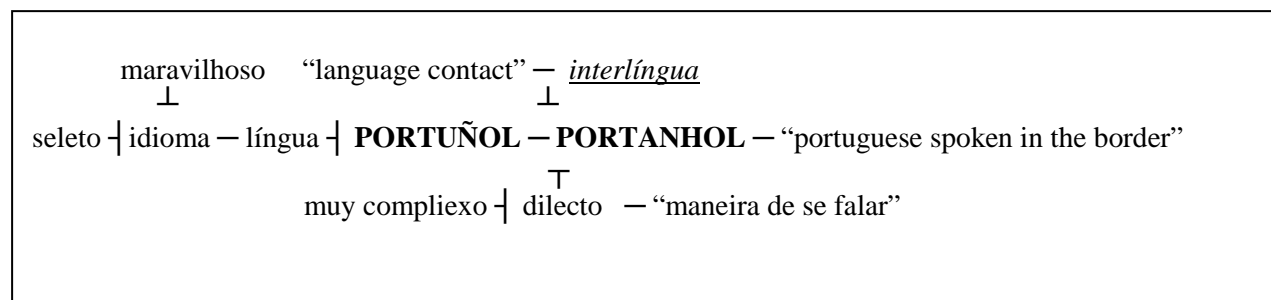 maravilhoso “language contact” ─ interlíngua
┴ ┴
seleto ┤idioma ─ língua ┤ PORTUÑOL ─ PORTANHOL ─ “portuguese spoken in the border”
┬
muy compliexo ┤ dilecto ─ “maneira de se falar”